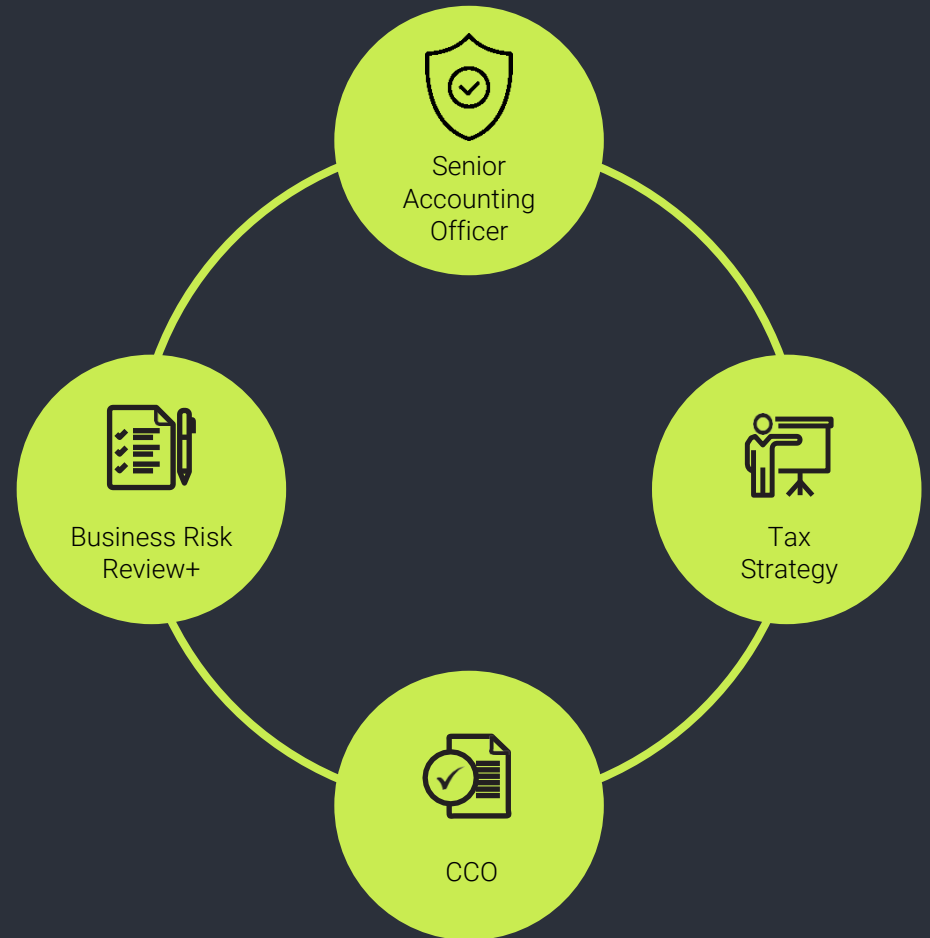 Senior
Accounting
Officer
Business Risk
Review+
Tax
Strategy
CCO